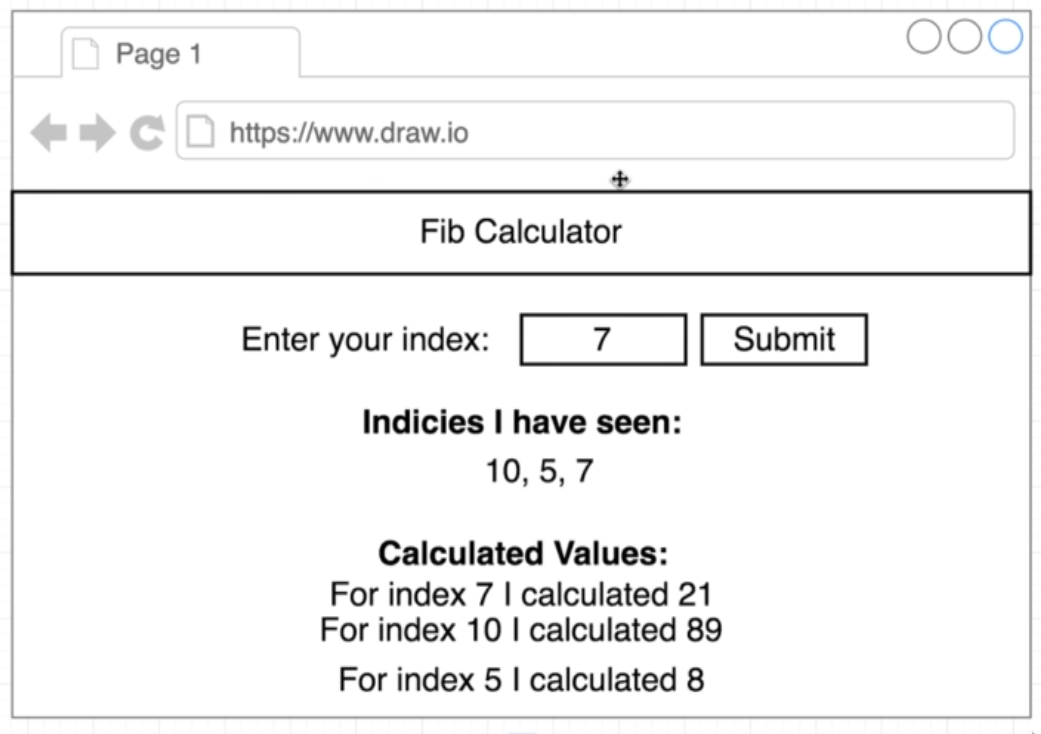 Page 1
https://www.draw.io
Fib Calculator
Enter your index: 7 Submit
Indicies I have seen:
10, 5, 7
Calculated Values:
For index 7 I calculated 21
For index 10 I calculated 89
For index 5 I calculated 8